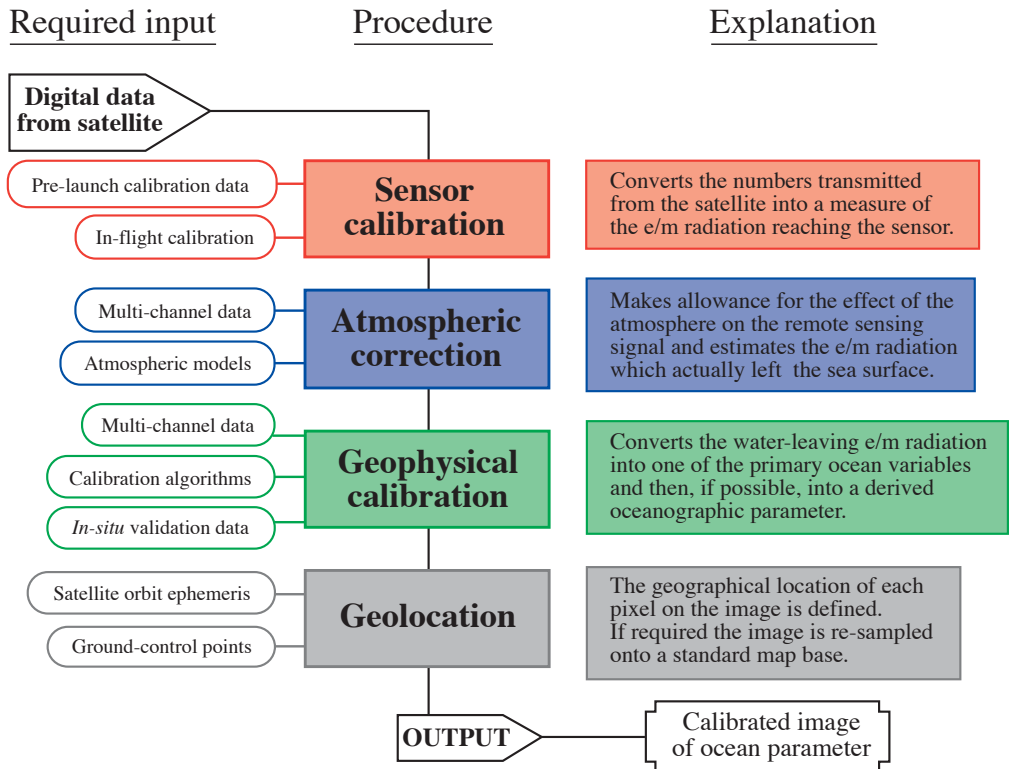 Required input
Procedure
Explanation
Digital data
from satellite
Pre-launch calibration data
In-flight calibration
Sensor
calibration
Converts the numbers transmitted
from the satellite into a measure of
the e/m radiation reaching the sensor.
Multi-channel data
Atmospheric models
Atmospheric
correction
Makes allowance for the effect of the
atmosphere on the remote sensing
signal and estimates the e/m radiation
which actually left the sea surface.
Multi-channel data
Calibration algorithms
In-situ validation data
Geophysical
calibration
Converts the water-leaving e/m radiation
into one of the primary ocean variables
and then, if possible, into a derived
oceanographic parameter.
Satellite orbit ephemeris
Ground-control points
Geolocation
The geographical location of each
pixel on the image is defined.
If required the image is re-sampled
onto a standard map base.
OUTPUT
Calibrated image
of ocean parameter